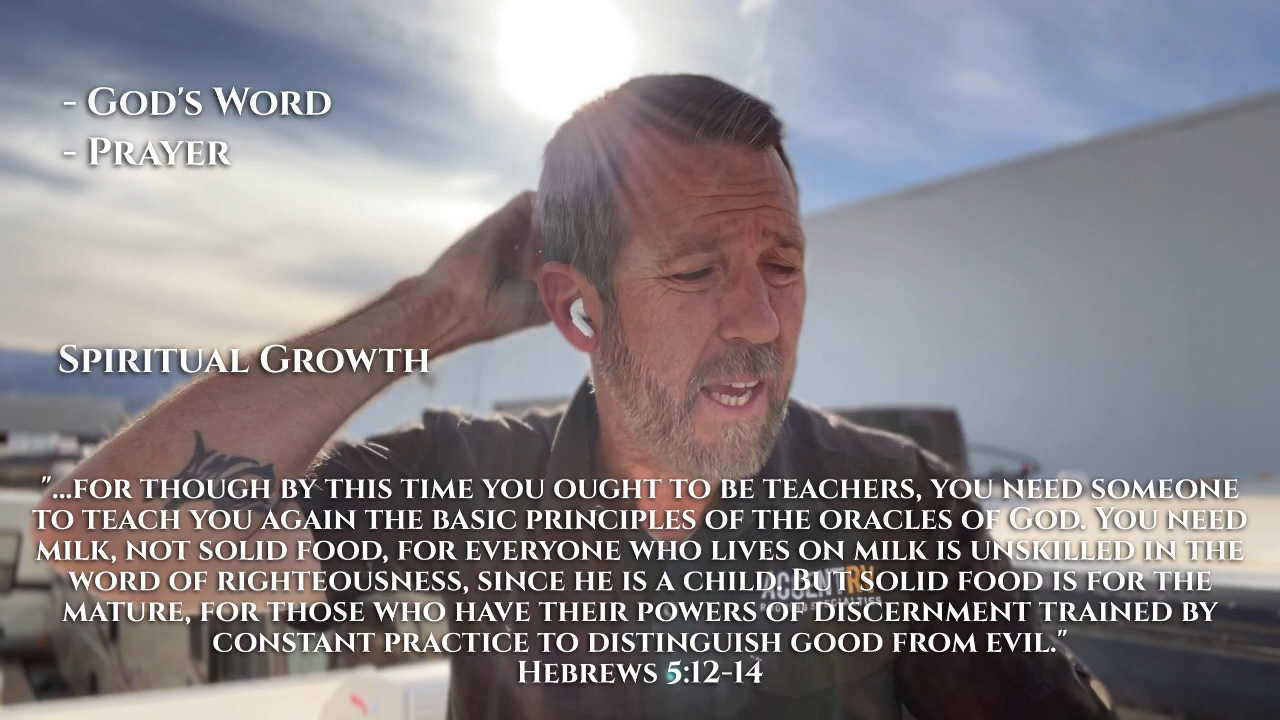 - God's Word
- Prayer
Spiritual Growth
"...for though by this time you ought to be teachers, you need someone
to teach you again the basic principles of the oracles of God. You need
milk, not solid food, for everyone who lives on milk is unskilled in the
word of righteousness, since he is a child. But solid food is for the
mature, for those who have their powers of discernment trained by
constant practice to distinguish good from evil."
Hebrews 5:12-14